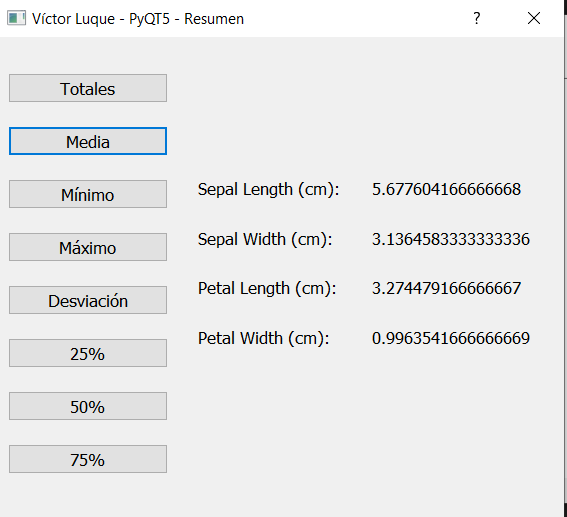 Víctor Luque - PyQT5 - Resumen
Totales
Media
Mínimo
Máximo
Desviación
25%
50%
75%
Sepal Length (cm): 5.677604166666668
Sepal Width (cm): 3.1364583333333336
Petal Length (cm): 3.274479166666667
Petal Width (cm): 0.9963541666666669